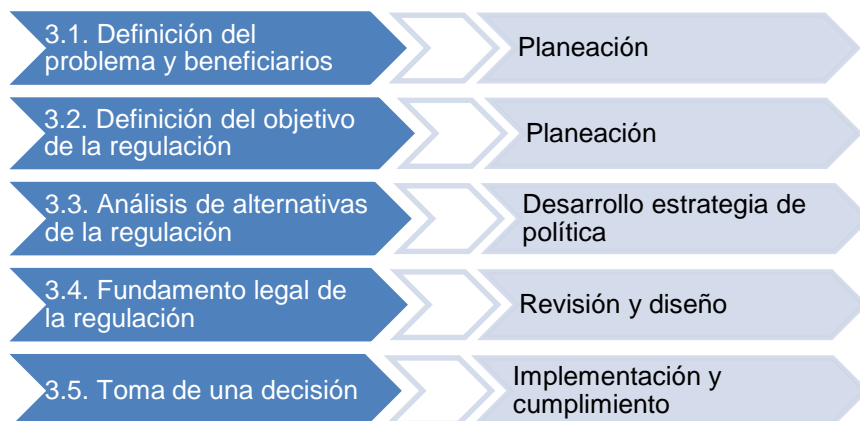 3.1. Definición del
problema y beneficiarios
Planeación
3.2. Definición del objetivo
de la regulación
Planeación
3.3. Análisis de alternativas
de la regulación
Desarrollo estrategia de
política
3.4. Fundamento legal de
la regulación
Revisión y diseño
3.5. Toma de una decisión
Implementación y
cumplimiento